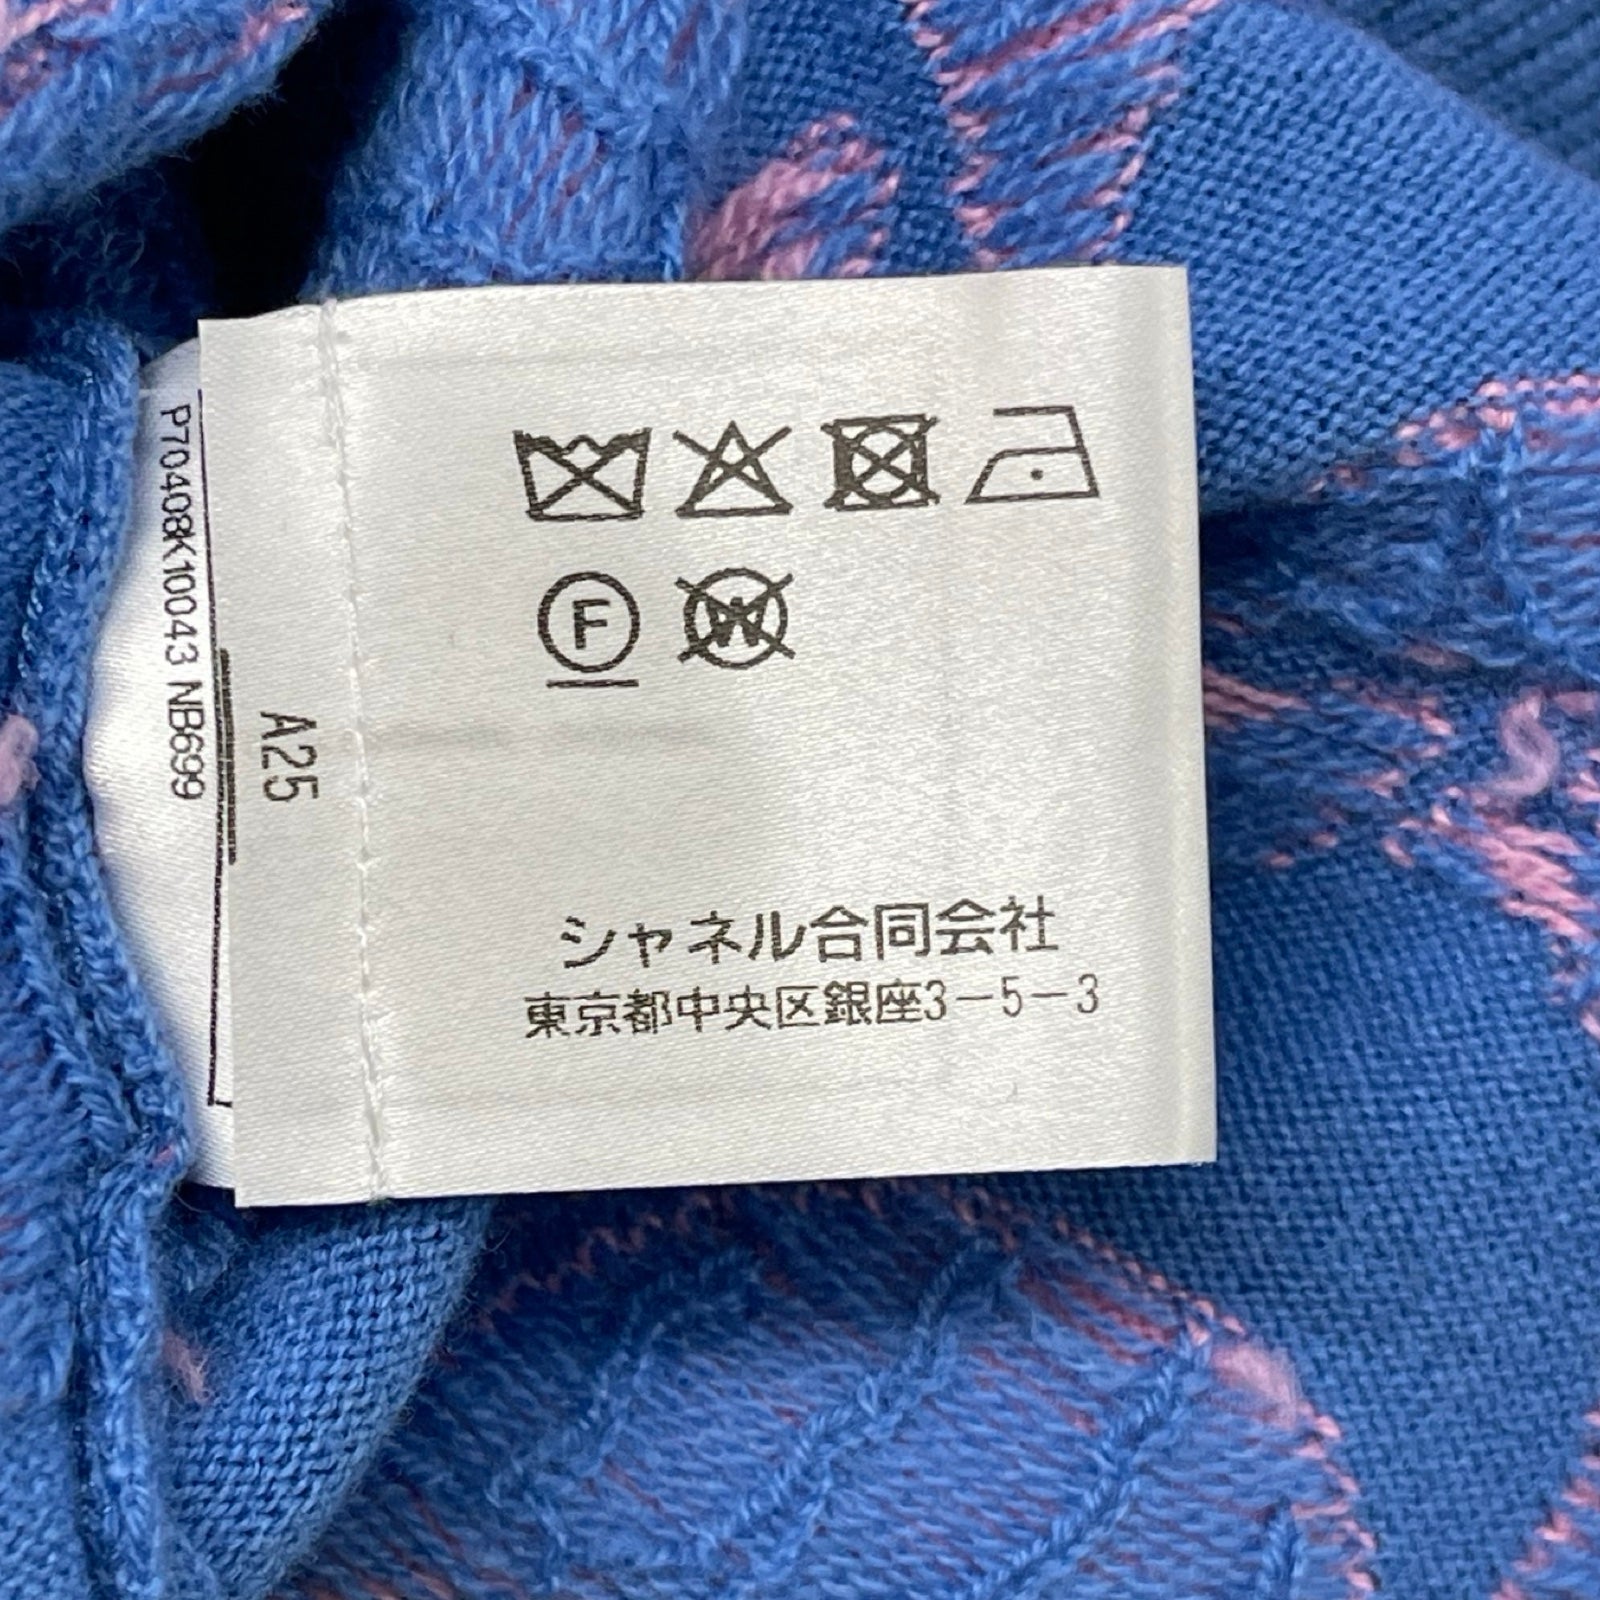 P70408K10043 NB699
A25
F
W
シャネル合同会社
東京都中央区銀座3-5-3